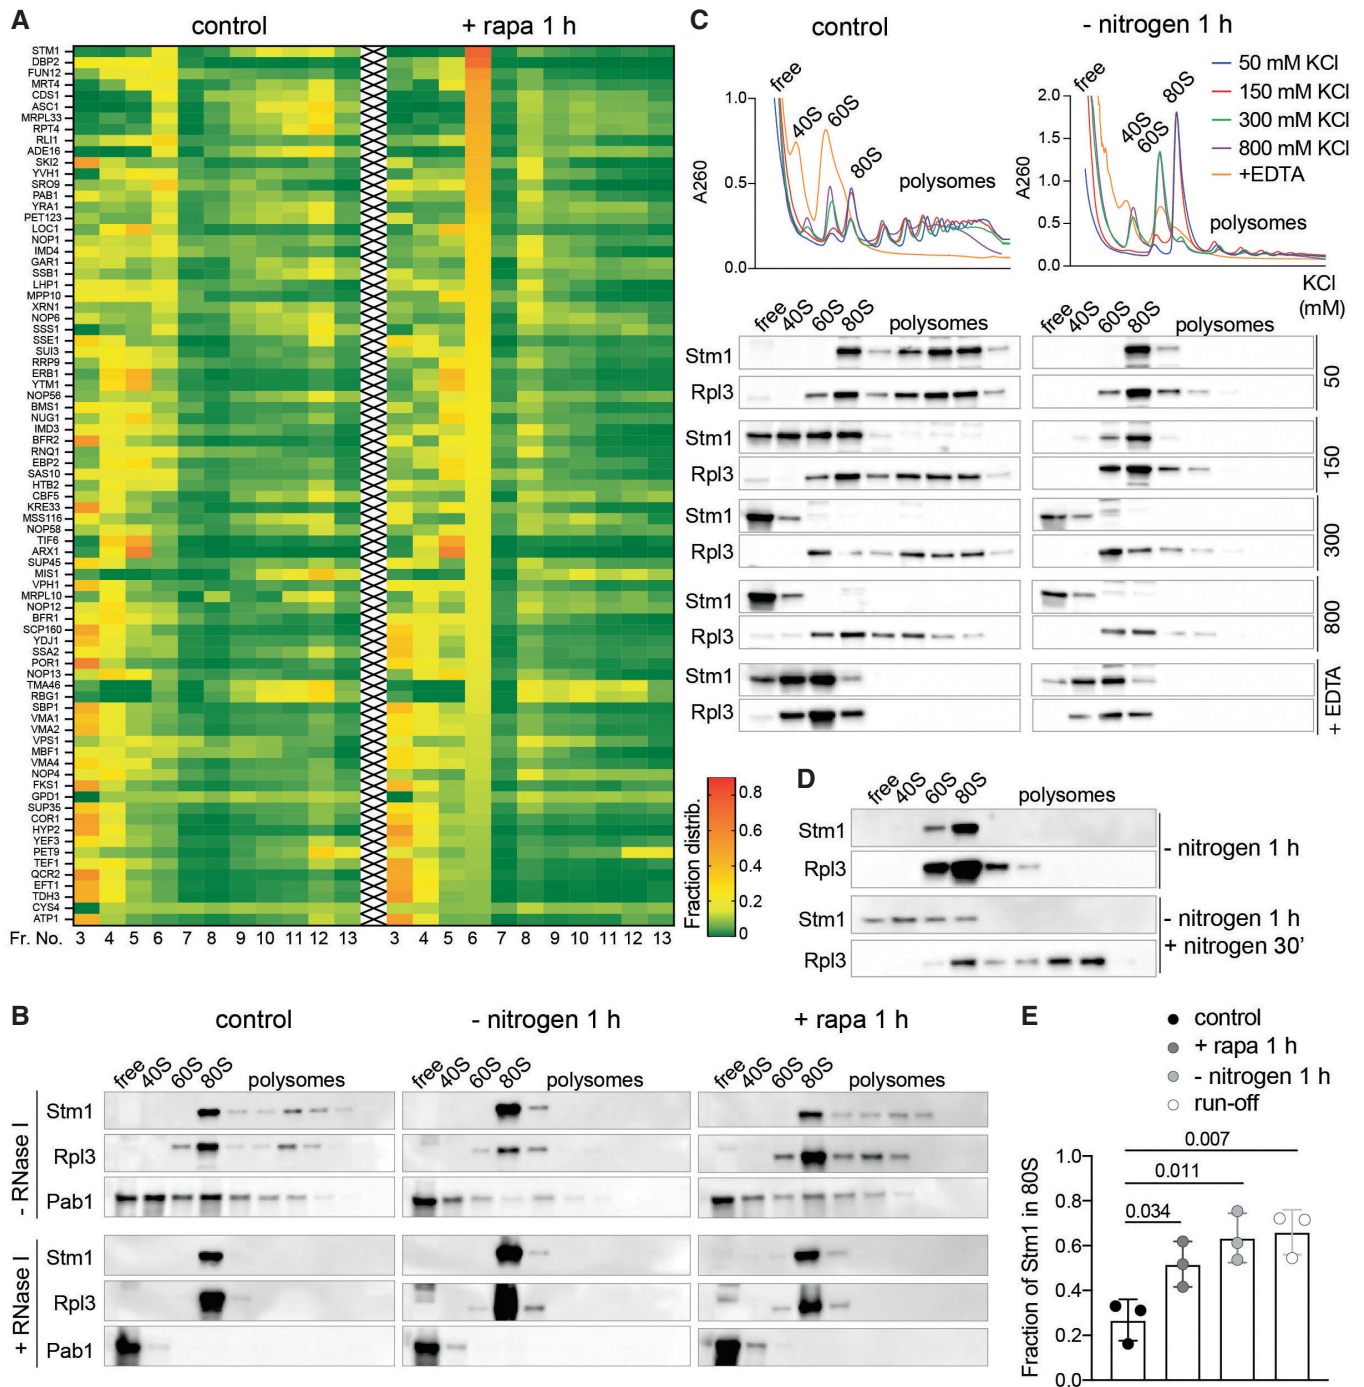 A
control
+ rapa 1 h
STM1
DBP2
FUN12
MRT4
CDS1
ASC1
MRPL33
RPT4
RLI1
ADE16
SKI2
YVH1
SRO9
PAB1
YRA1
PET123
LOC1
NOP1
IMD4
GAR1
SSB1
LHP1
MPP10
XRN1
NOP6
SSS1
SSE1
SUI3
RRP9
ERB1
YTM1
NOP56
BMS1
NUG1
IMD3
BFR2
RNQ1
EBP2
SAS10
HTB2
CBF5
KRE33
MSS116
NOP58
TIF6
ARX1
SUP45
MIS1
VPH1
MRPL10
NOP12
BFR1
SCP160
YDJ1
SSA2
POR1
NOP13
TMA46
RBG1
SBP1
VMA1
VMA2
VPS1
MBF1
VMA4
NOP4
FKS1
GPD1
SUP35
COR1
HYP2
YEF3
PET9
TEF1
QCR2
EFT1
TDH3
CYS4
ATP1
Fr. No. 3 4 5 6 7 8 9 10 11 12 13 3 4 5 6 7 8 9 10 11 12 13
Fraction distrib.
0.8
0.6
0.4
0.2
0
B
control
- nitrogen 1 h
+ rapa 1 h
free 40S 60S 80S polysomes
free 40S 60S 80S polysomes
free 40S 60S 80S polysomes
- RNase I
Stm1
Rpl3
Pab1
+ RNase I
Stm1
Rpl3
Pab1
C
control
- nitrogen 1 h
50 mM KCl
150 mM KCl
300 mM KCl
800 mM KCl
+EDTA
A260
1.0
0.5
0.0
free
40S
60S
80S
polysomes
A260
2.0
1.5
1.0
0.5
0.0
free
40S
60S
80S
polysomes
KCl
(mM)
free 40S 60S 80S polysomes
free 40S 60S 80S polysomes
Stm1
Rpl3
50
Stm1
Rpl3
150
Stm1
Rpl3
300
Stm1
Rpl3
800
Stm1
Rpl3
+ EDTA
D
free 40S 60S 80S polysomes
Stm1
Rpl3
- nitrogen 1 h
Stm1
Rpl3
- nitrogen 1 h
+ nitrogen 30'
E
control
+ rapa 1 h
- nitrogen 1 h
run-off
Fraction of Stm1 in 80S
1.0
0.8
0.6
0.4
0.2
0.0
0.007
0.011
0.034